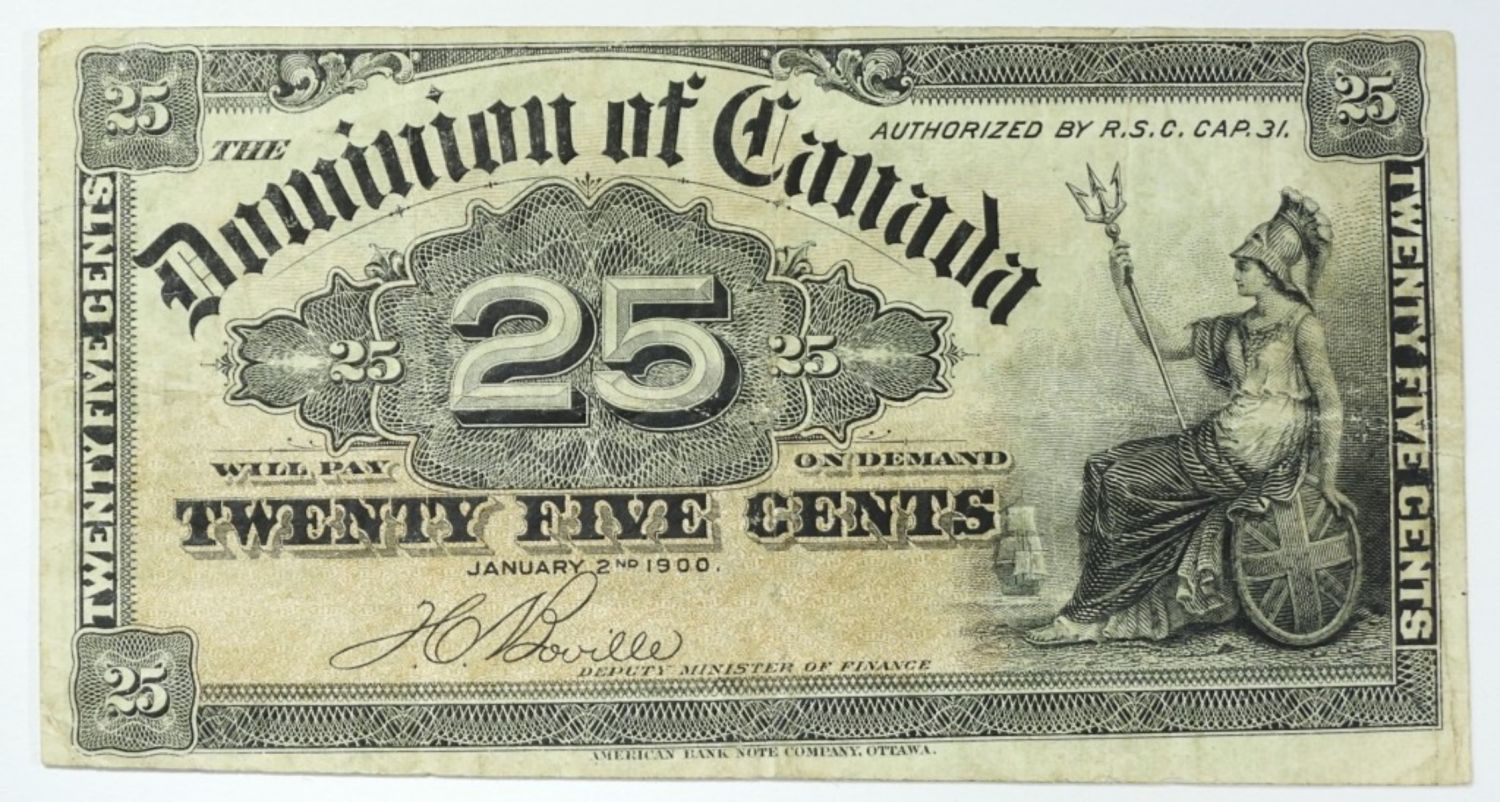 25
25
THE
Dominion of Canada
AUTHORIZED BY R.S.C. CAP. 31.
TWENTY FIVE CENTS
TWENTY FIVE CENTS
25
25
25
WILL PAY
ON DEMAND
TWENTY FIVE CENTS
JANUARY 2ND 1900.
H.C. Boville
DEPUTY MINISTER OF FINANCE
25
AMERICAN BANK NOTE COMPANY, OTTAWA.